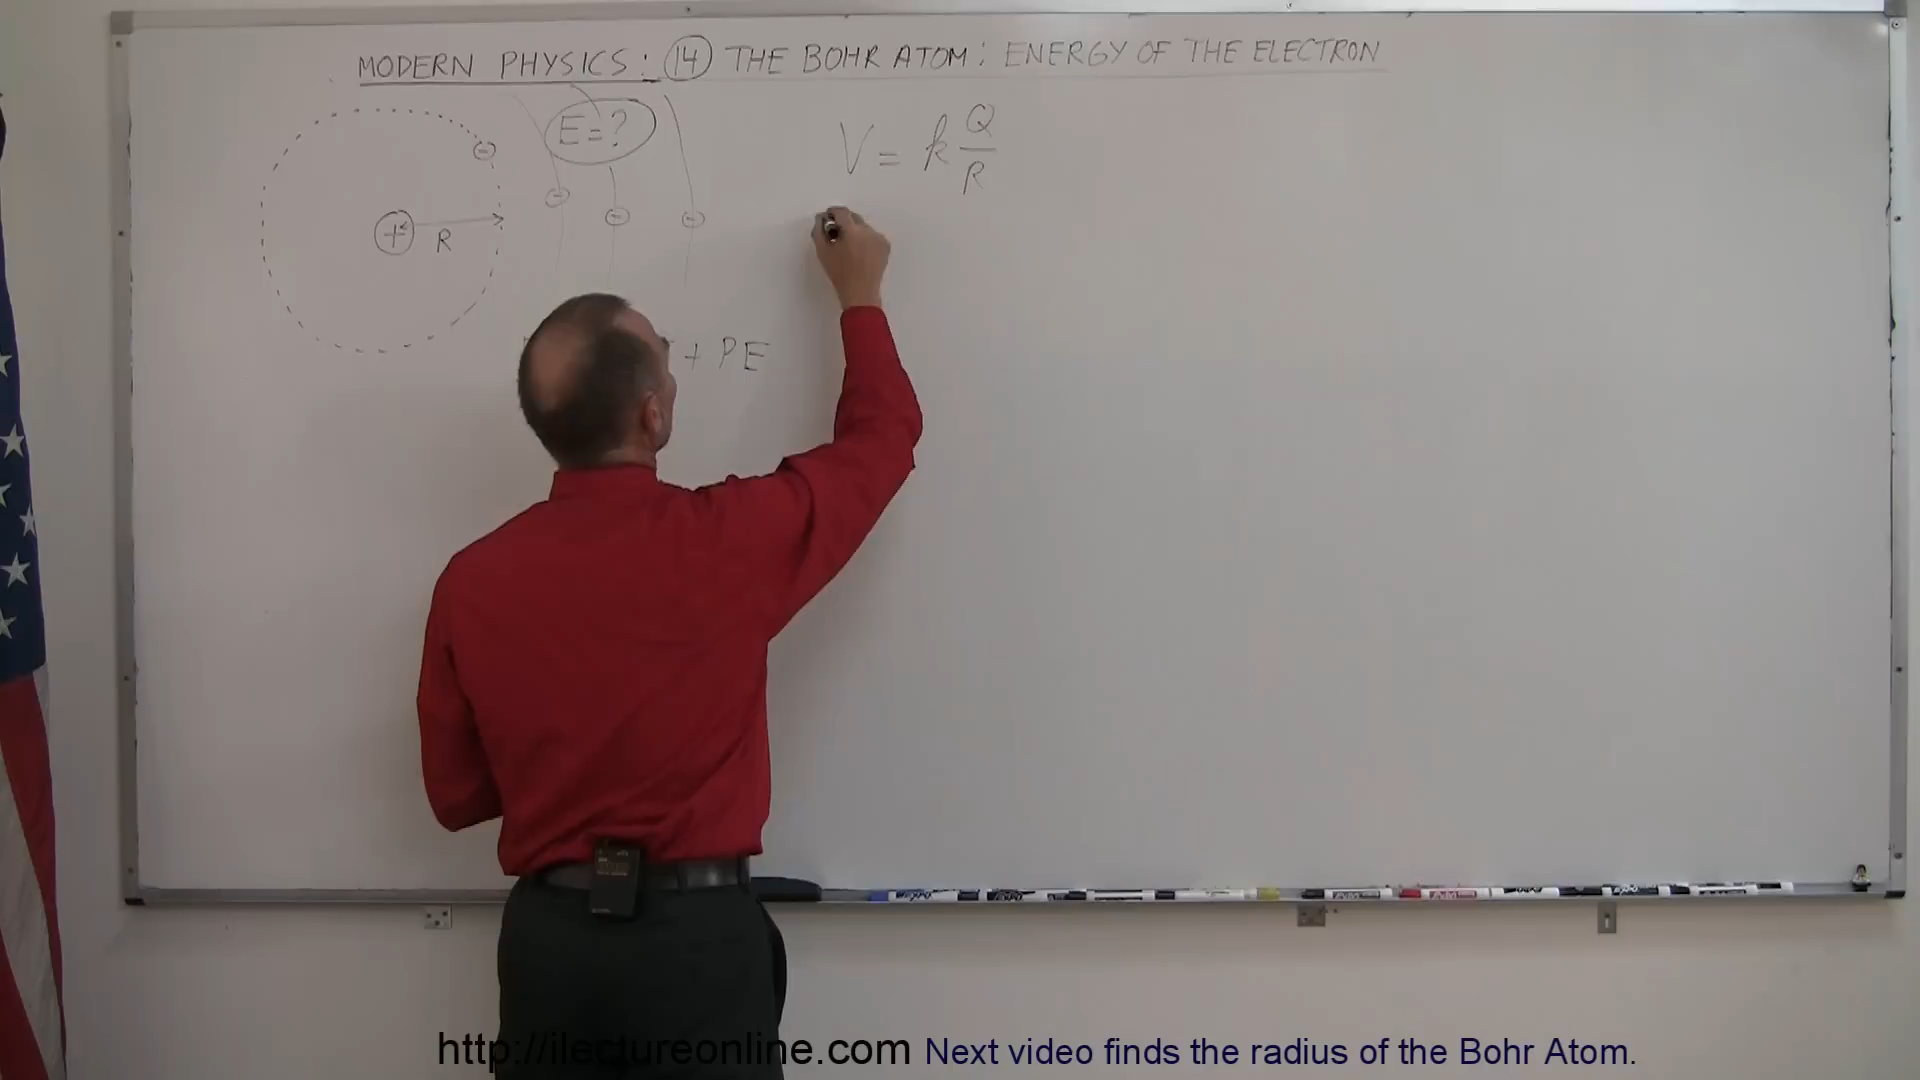 MODERN PHYSICS: 14 THE BOHR ATOM: ENERGY OF THE ELECTRON
E=?
V = k Q/R
R
+ PE
http://ilectureonline.com Next video finds the radius of the Bohr Atom.